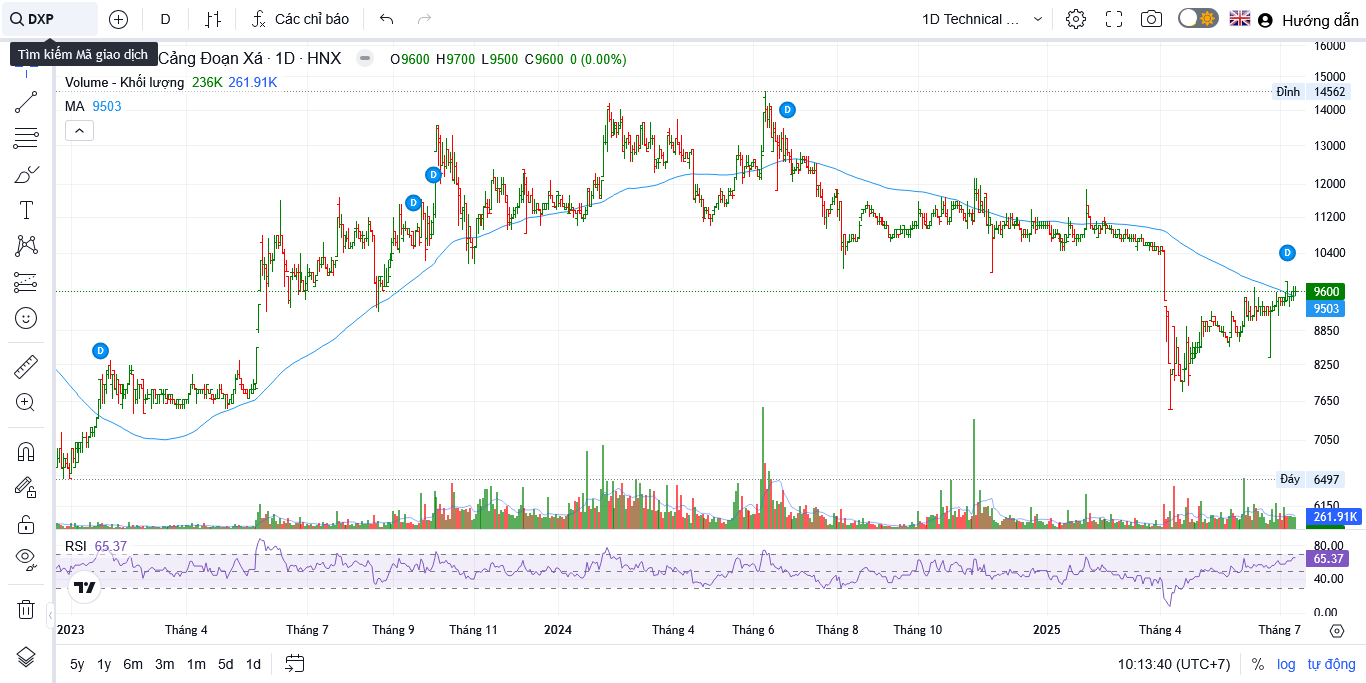 DXP
D
Các chỉ báo
1D Technical ...
Hướng dẫn
Tìm kiếm Mã giao dịch
Cảng Đoạn Xá · 1D · HNX
O9600 H9700 L9500 C9600 0 (0.00%)
Volume - Khối lượng 236K 261.91K
MA 9503
16000
15000
Đỉnh 14562
14000
13000
12000
11200
10400
9600
9503
8850
8250
7650
7050
Đáy 6497
6150
261.91K
D
D
D
D
D
RSI 65.37
80.00
65.37
40.00
0.00
2023
Tháng 4
Tháng 7
Tháng 9
Tháng 11
2024
Tháng 4
Tháng 6
Tháng 8
Tháng 10
2025
Tháng 4
Tháng 7
5y 1y 6m 3m 1m 5d 1d
10:13:40 (UTC+7) % log tự động